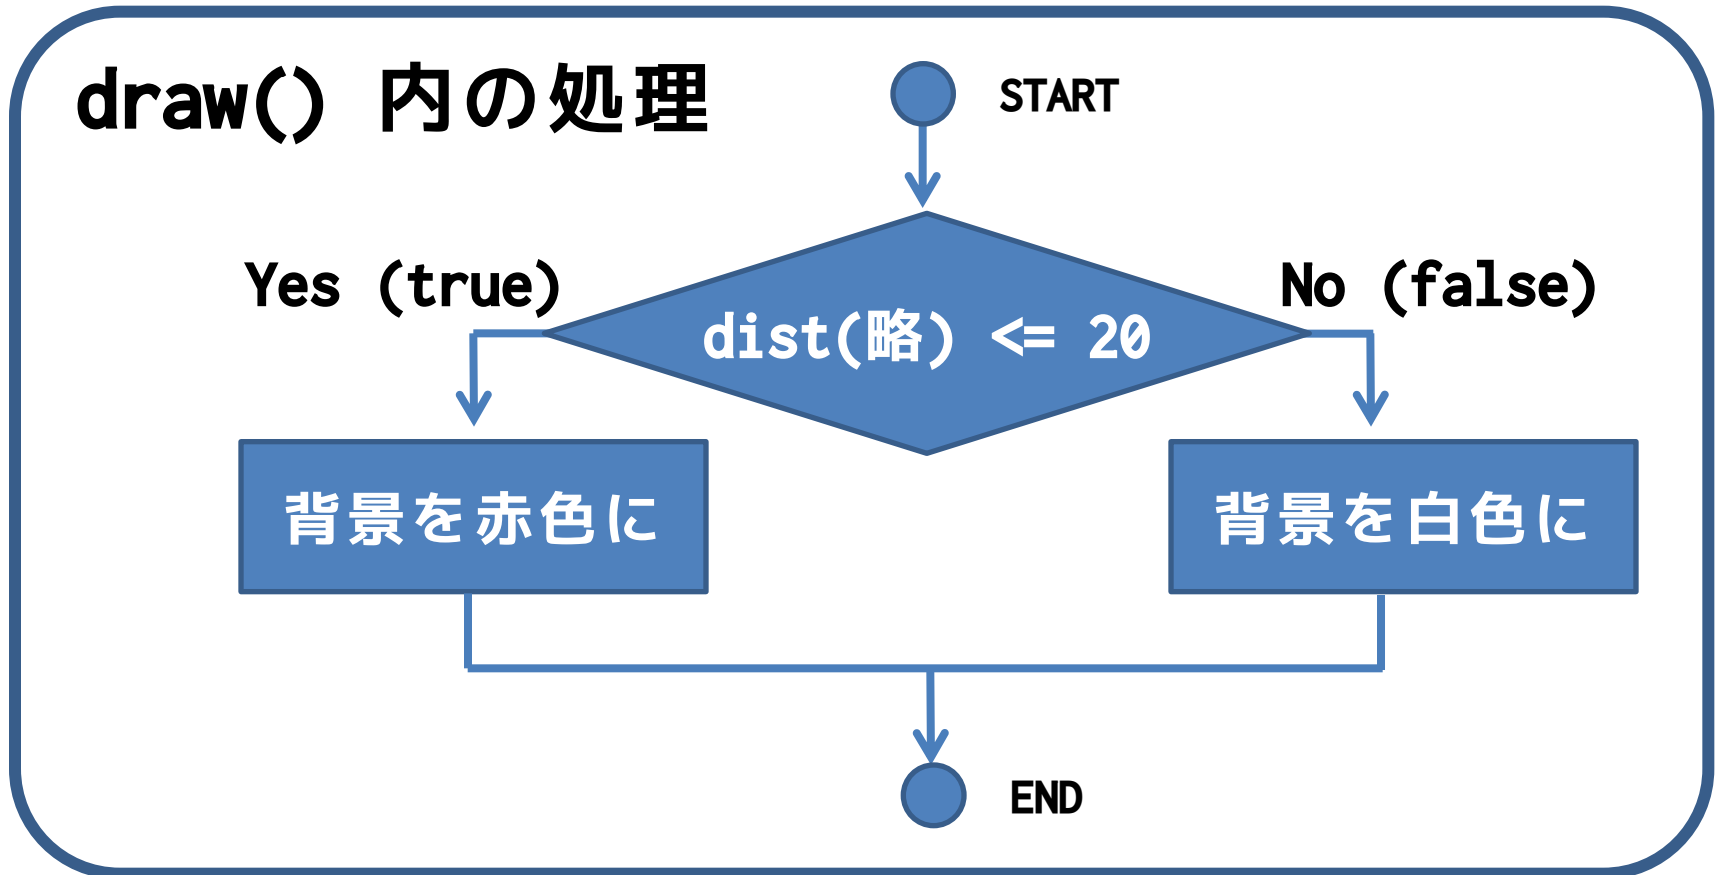 draw() 内の処理
START
Yes (true)
No (false)
dist(略) <= 20
背景を赤色に
背景を白色に
END